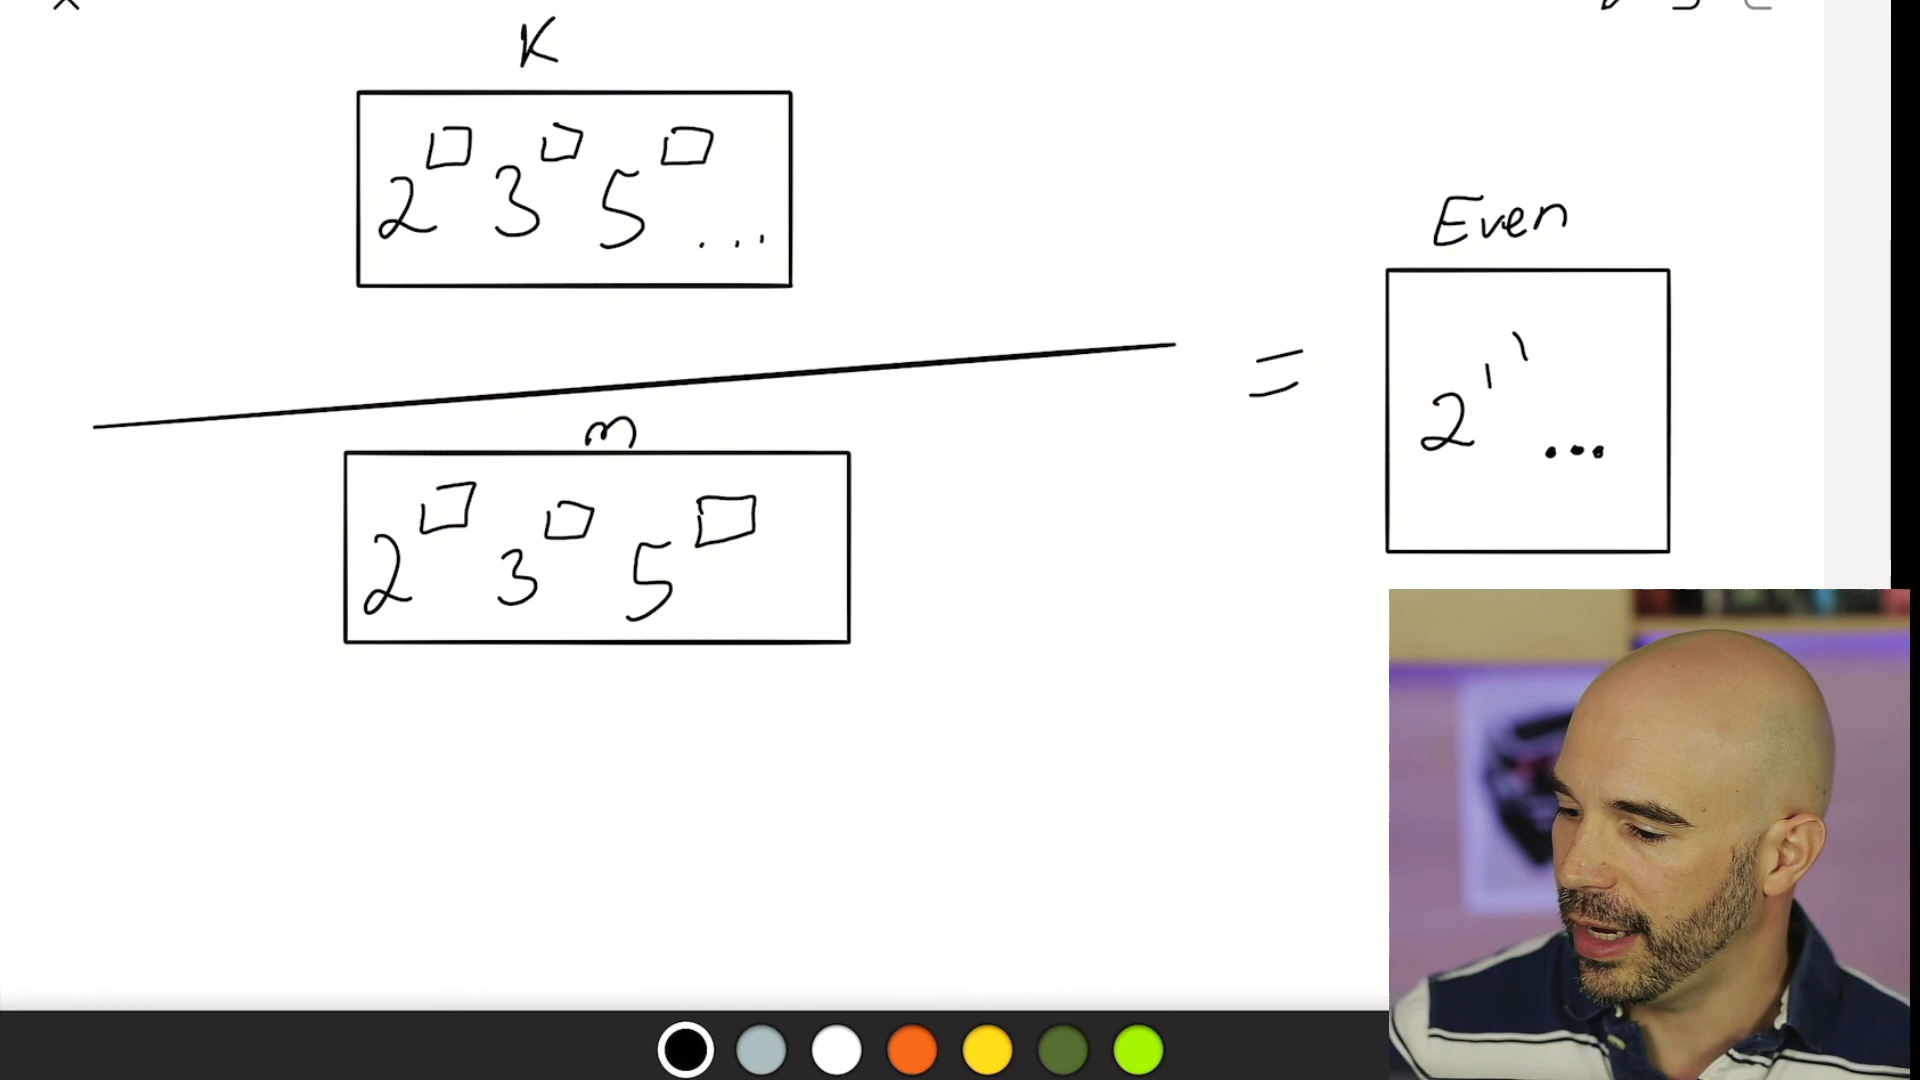 K
2□ 3□ 5□ ...
Even
=
2 ...
m
2□ 3□ 5□